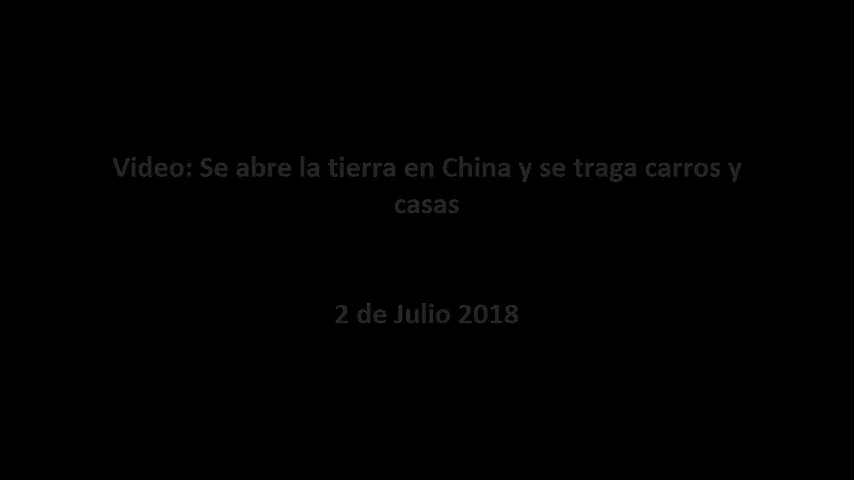 Video: Se abre la tierra en China y se traga carros y
casas
2 de Julio 2018